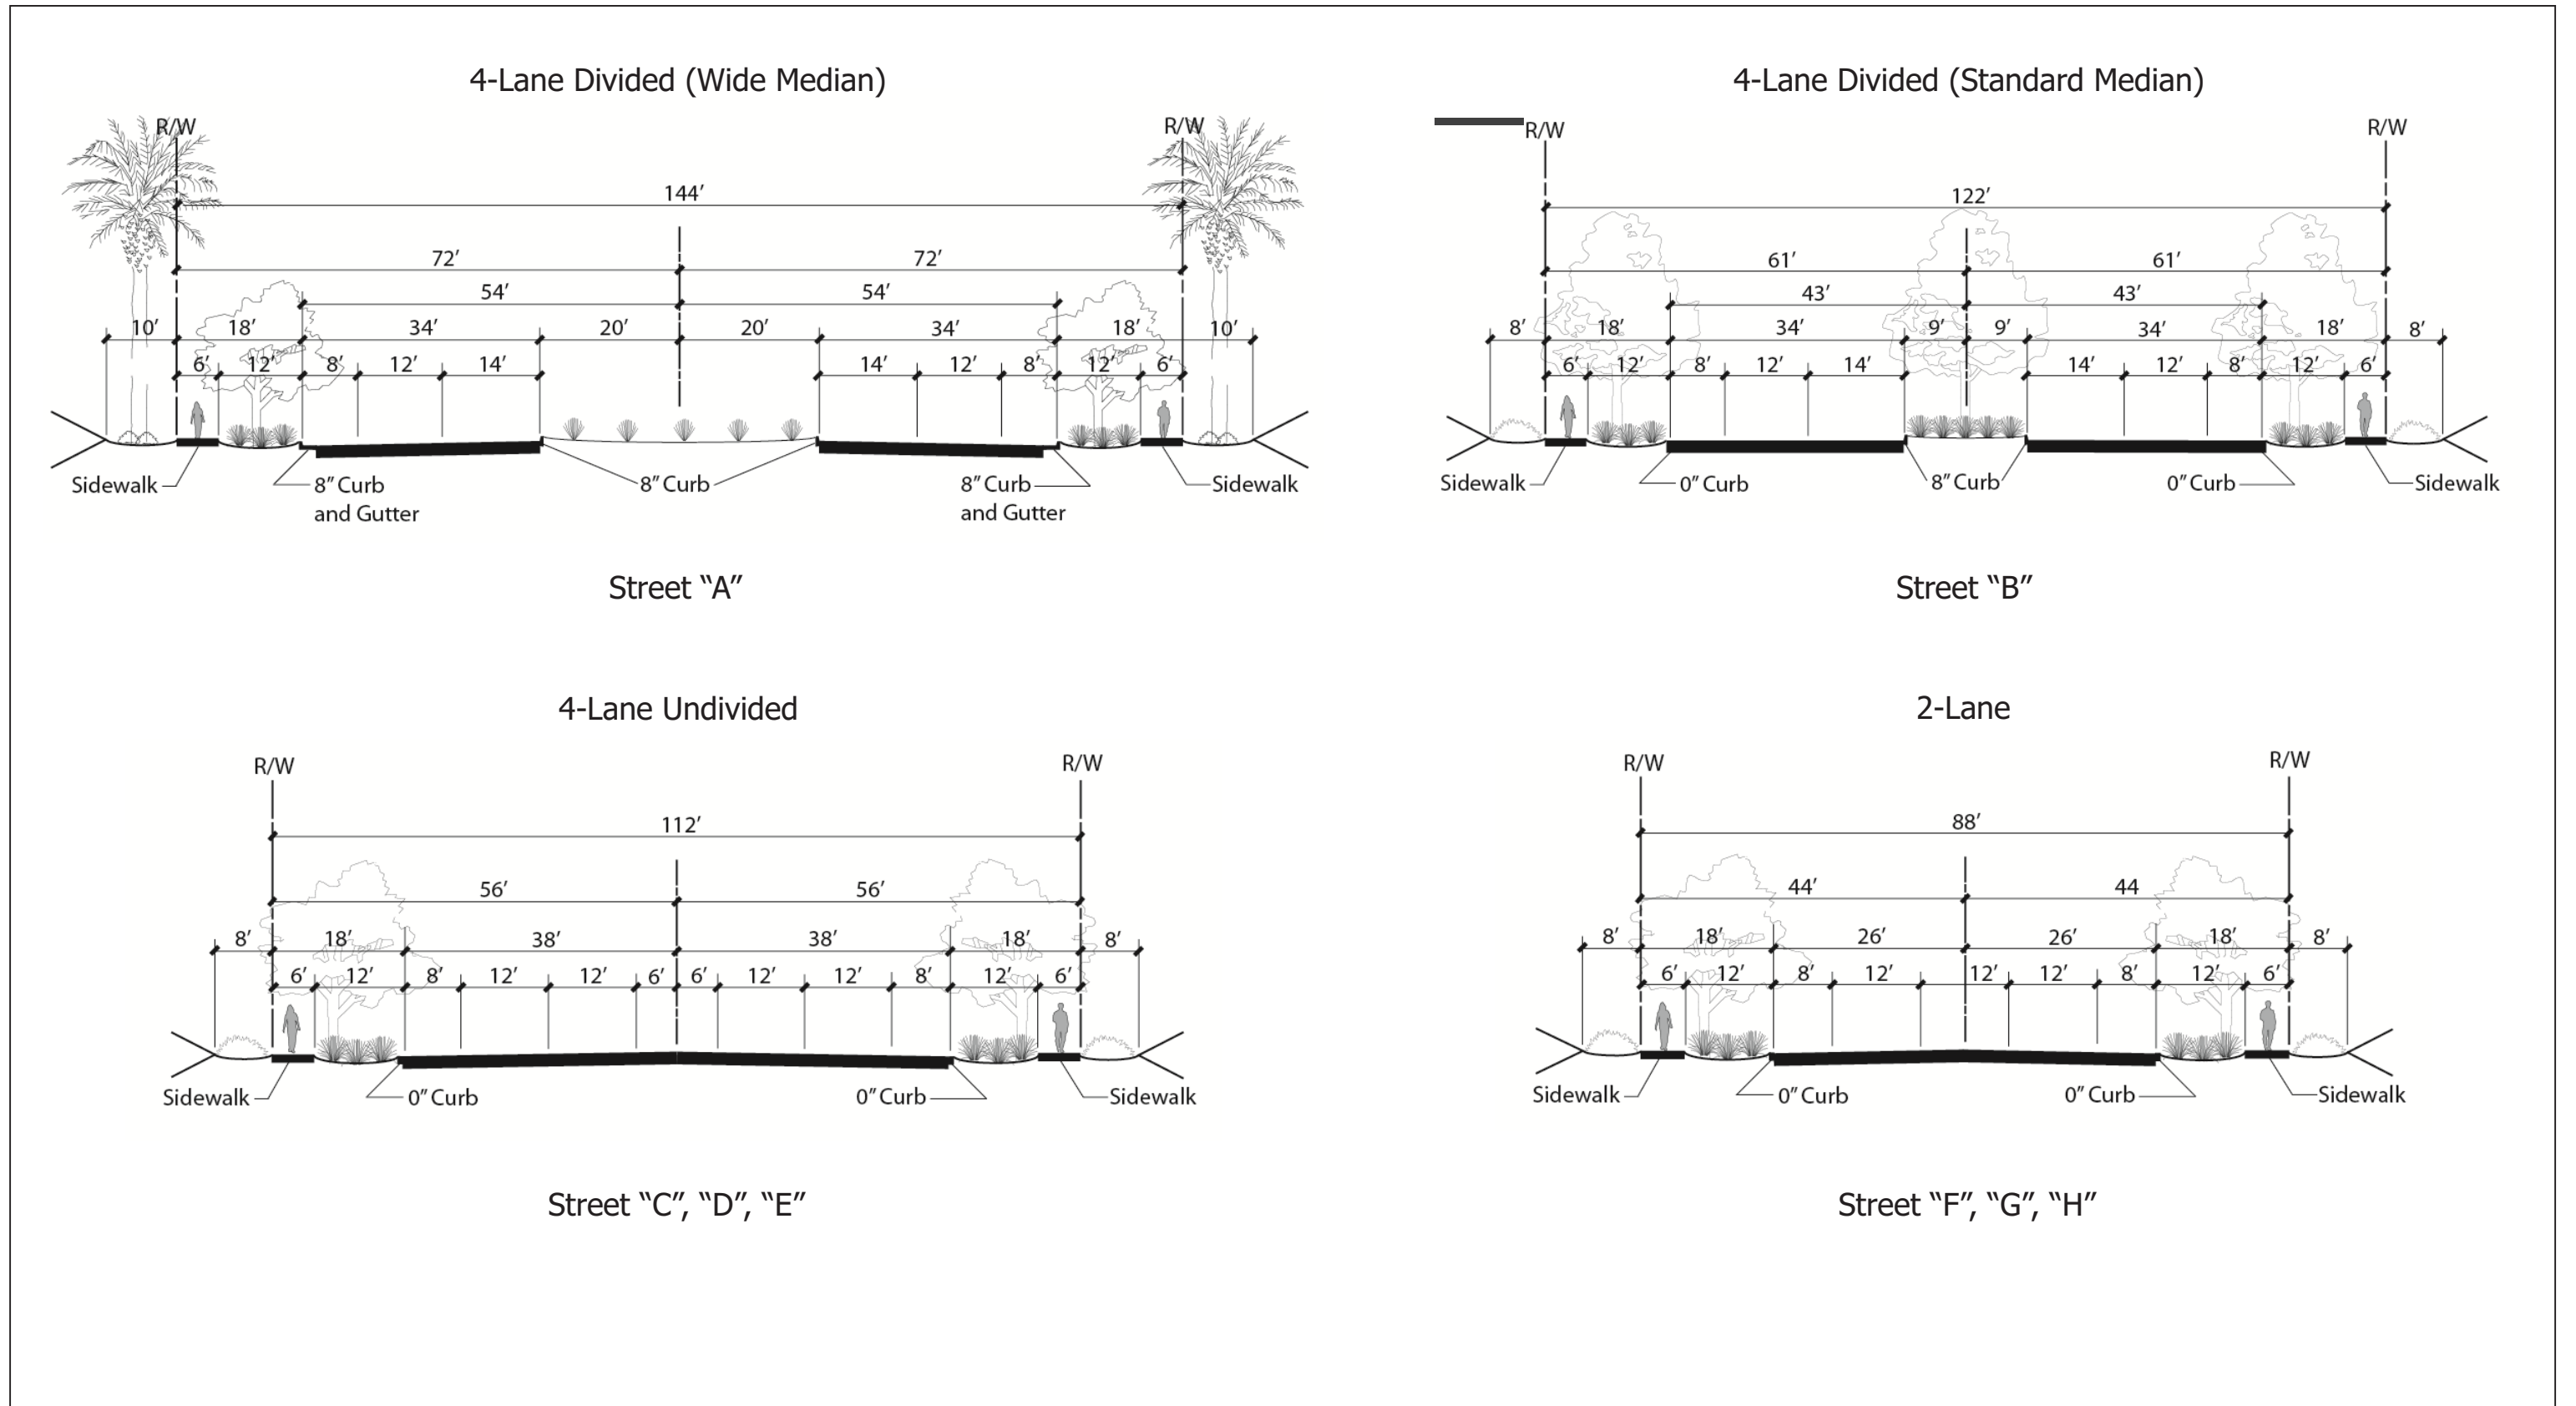 4-Lane Divided (Wide Median)
R/W R/W
144’
72’ 72’
54’ 54’
10’ 18’ 34’ 20’ 20’ 34’ 18’ 10’
6’ 12’ 8’ 12’ 14’ 14’ 12’ 8’ 12’ 6’
Sidewalk 8” Curb 8” Curb 8” Curb Sidewalk
and Gutter and Gutter
Street “A”
4-Lane Divided (Standard Median)
R/W R/W
122’
61’ 61’
43’ 43’
8’ 18’ 34’ 9’ 9’ 34’ 18’ 8’
6’ 12’ 8’ 12’ 14’ 14’ 12’ 8’ 12’ 6’
Sidewalk 0” Curb 8” Curb 0” Curb Sidewalk
Street “B”
4-Lane Undivided
R/W R/W
112’
56’ 56’
8’ 18’ 38’ 38’ 18’ 8’
6’ 12’ 8’ 12’ 12’ 6’ 6’ 12’ 12’ 8’ 12’ 6’
Sidewalk 0” Curb 0” Curb Sidewalk
Street “C”, “D”, “E”
2-Lane
R/W R/W
88’
44’ 44
8’ 18’ 26’ 26’ 18’ 8’
6’ 12’ 8’ 12’ 12’ 12’ 8’ 12’ 6’
Sidewalk 0” Curb 0” Curb Sidewalk
Street “F”, “G”, “H”